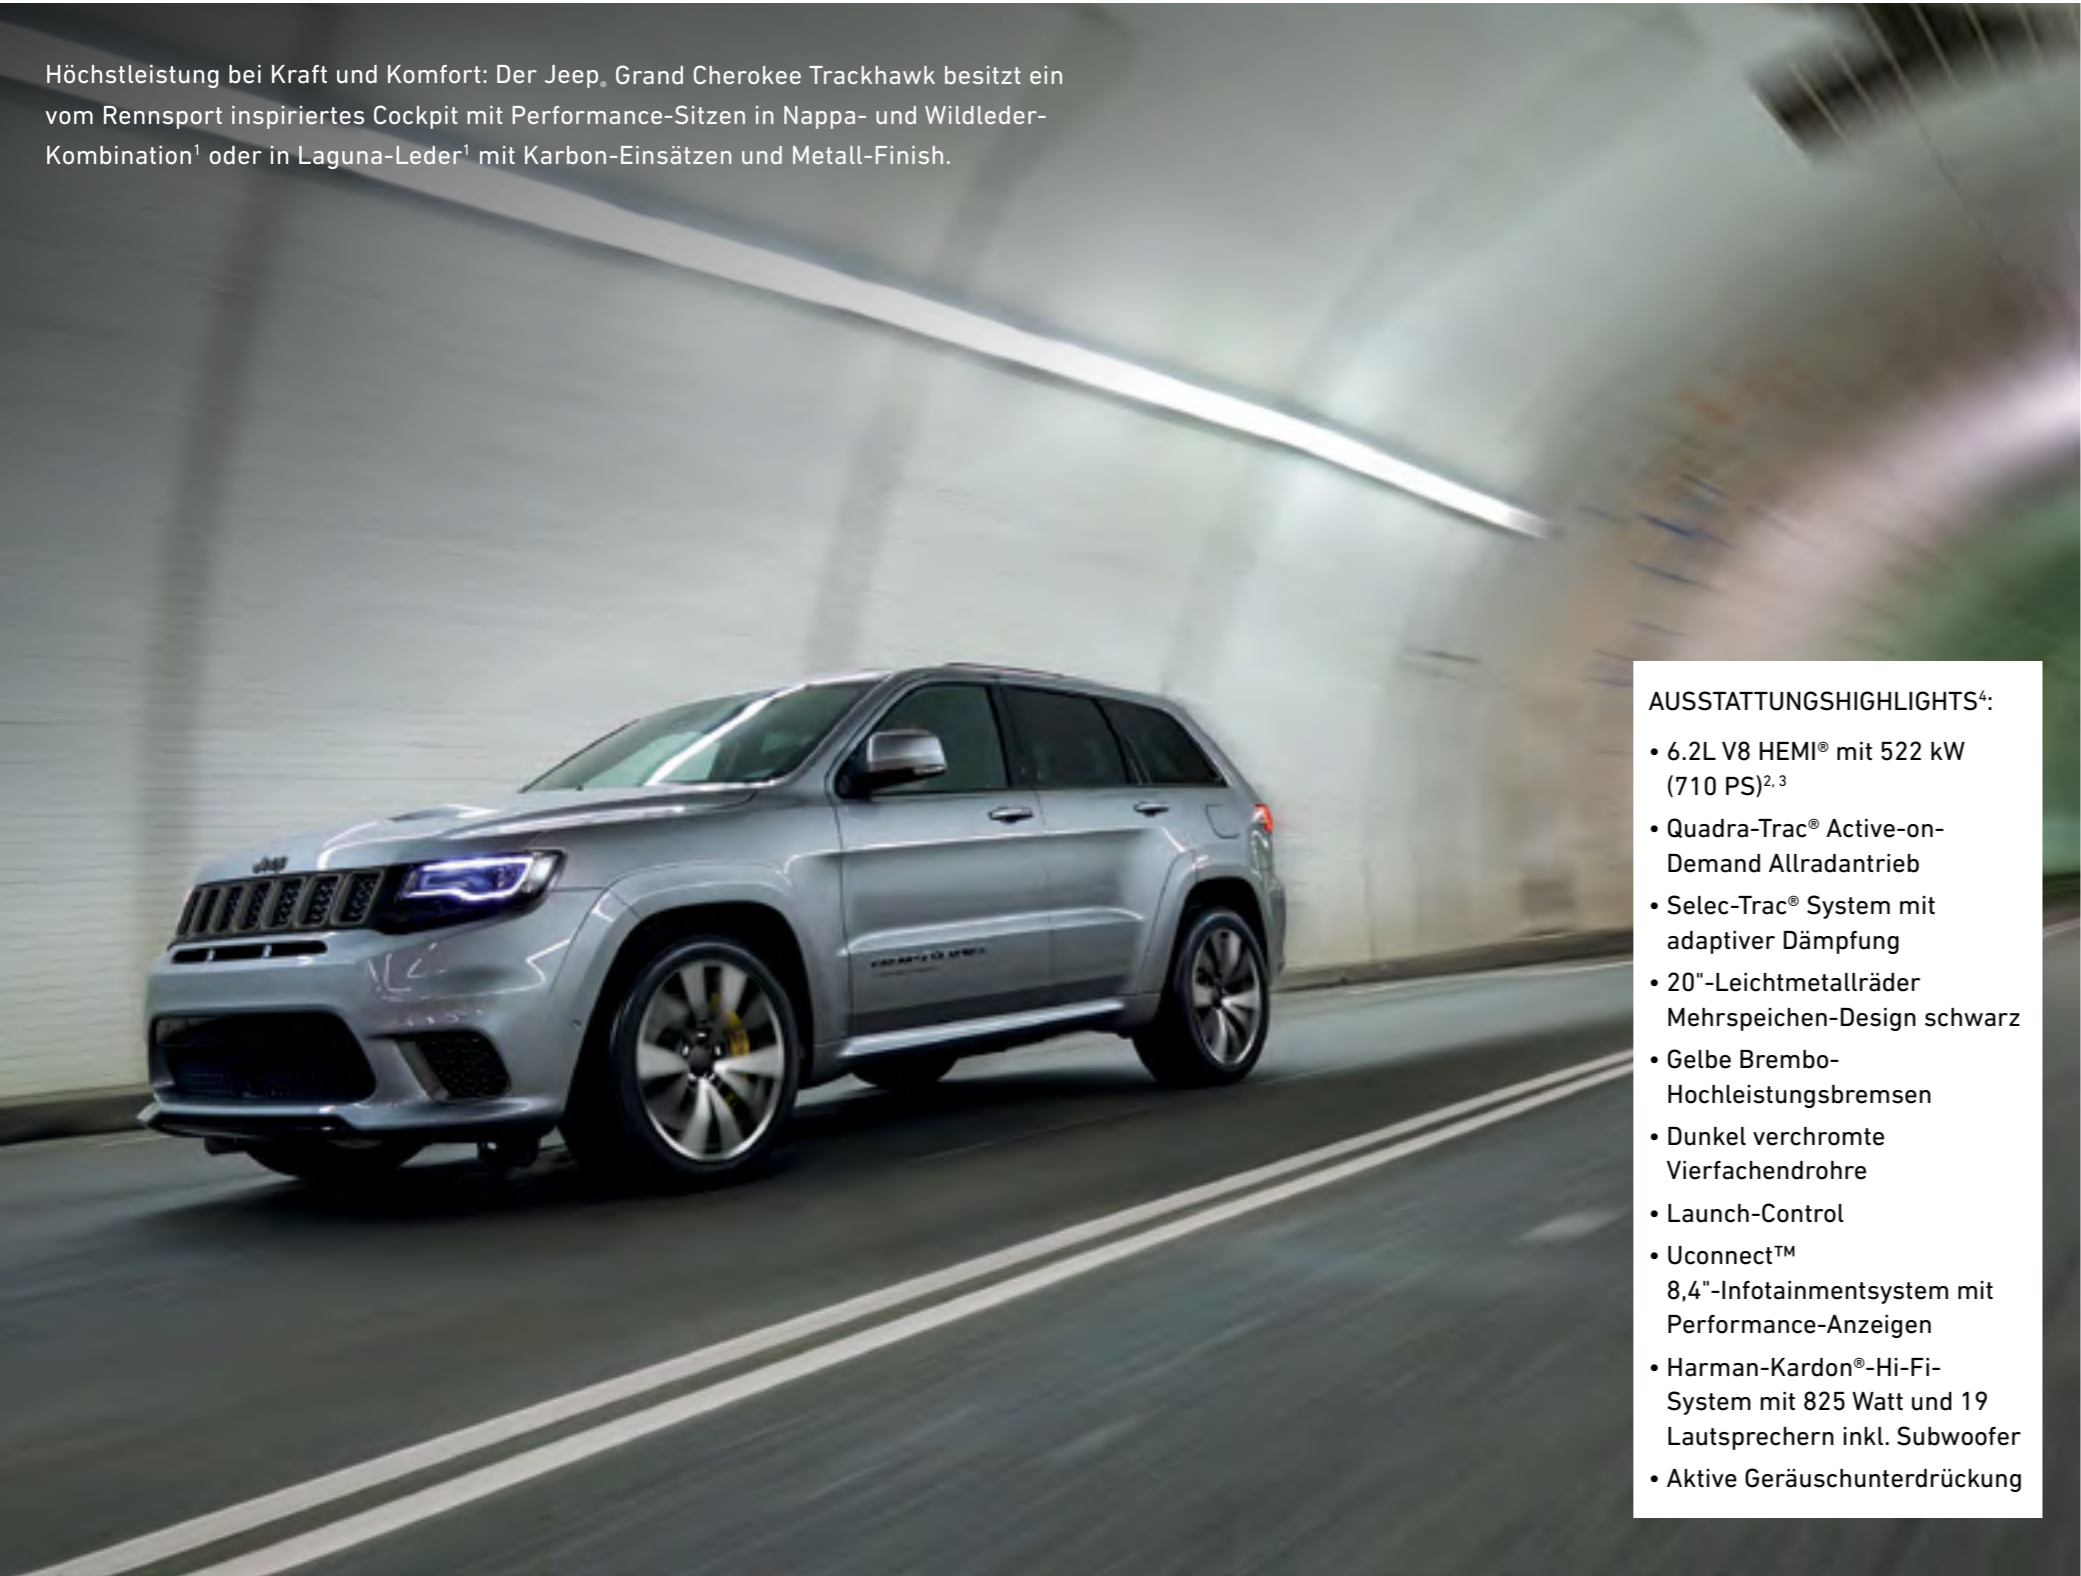 Höchstleistung bei Kraft und Komfort: Der Jeep® Grand Cherokee Trackhawk besitzt ein
vom Rennsport inspiriertes Cockpit mit Performance-Sitzen in Nappa- und Wildleder-
Kombination¹ oder in Laguna-Leder¹ mit Karbon-Einsätzen und Metall-Finish.
Jeep
AUSSTATTUNGSHIGHLIGHTS⁴:
• 6.2L V8 HEMI® mit 522 kW
(710 PS)²˒ ³
• Quadra-Trac® Active-on-
Demand Allradantrieb
• Selec-Trac® System mit
adaptiver Dämpfung
• 20"-Leichtmetallräder
Mehrspeichen-Design schwarz
• Gelbe Brembo-
Hochleistungsbremsen
• Dunkel verchromte
Vierfachendrohre
• Launch-Control
• Uconnect™
8,4"-Infotainmentsystem mit
Performance-Anzeigen
• Harman-Kardon®-Hi-Fi-
System mit 825 Watt und 19
Lautsprechern inkl. Subwoofer
• Aktive Geräuschunterdrückung